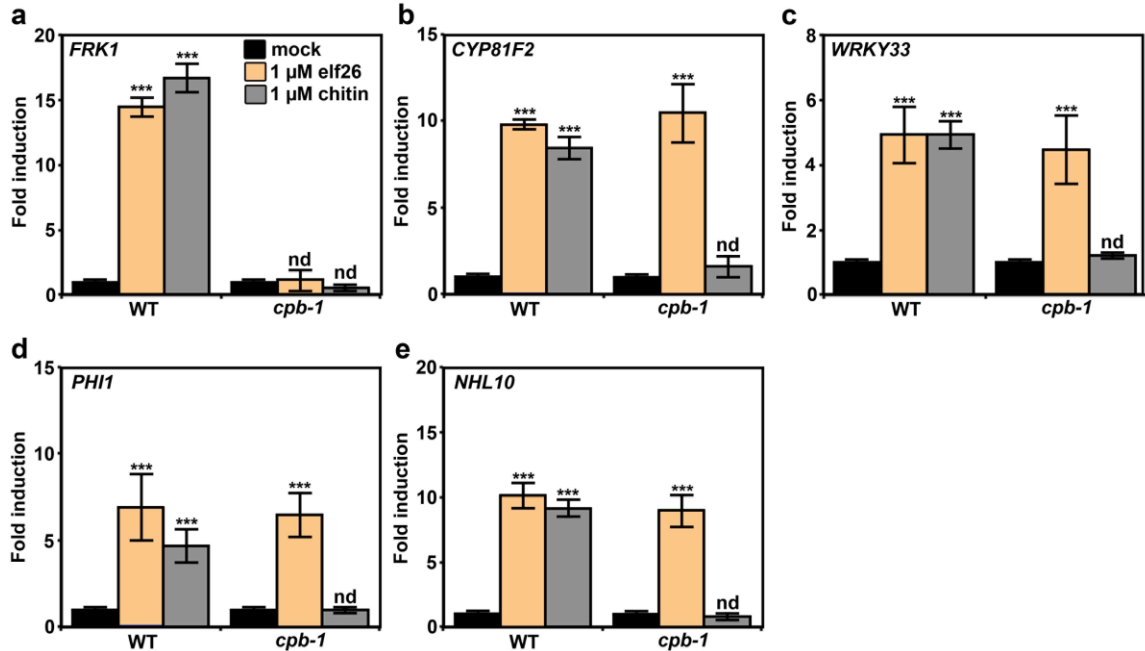 a
FRK1
mock
1 µM elf26
1 µM chitin
Fold induction
20
15
10
5
0
***
***
nd
nd
WT
cpb-1
b
CYP81F2
Fold induction
15
10
5
0
***
***
***
nd
WT
cpb-1
c
WRKY33
Fold induction
8
6
4
2
0
***
***
***
nd
WT
cpb-1
d
PHI1
Fold induction
15
10
5
0
***
***
***
nd
WT
cpb-1
e
NHL10
Fold induction
20
15
10
5
0
***
***
***
nd
WT
cpb-1